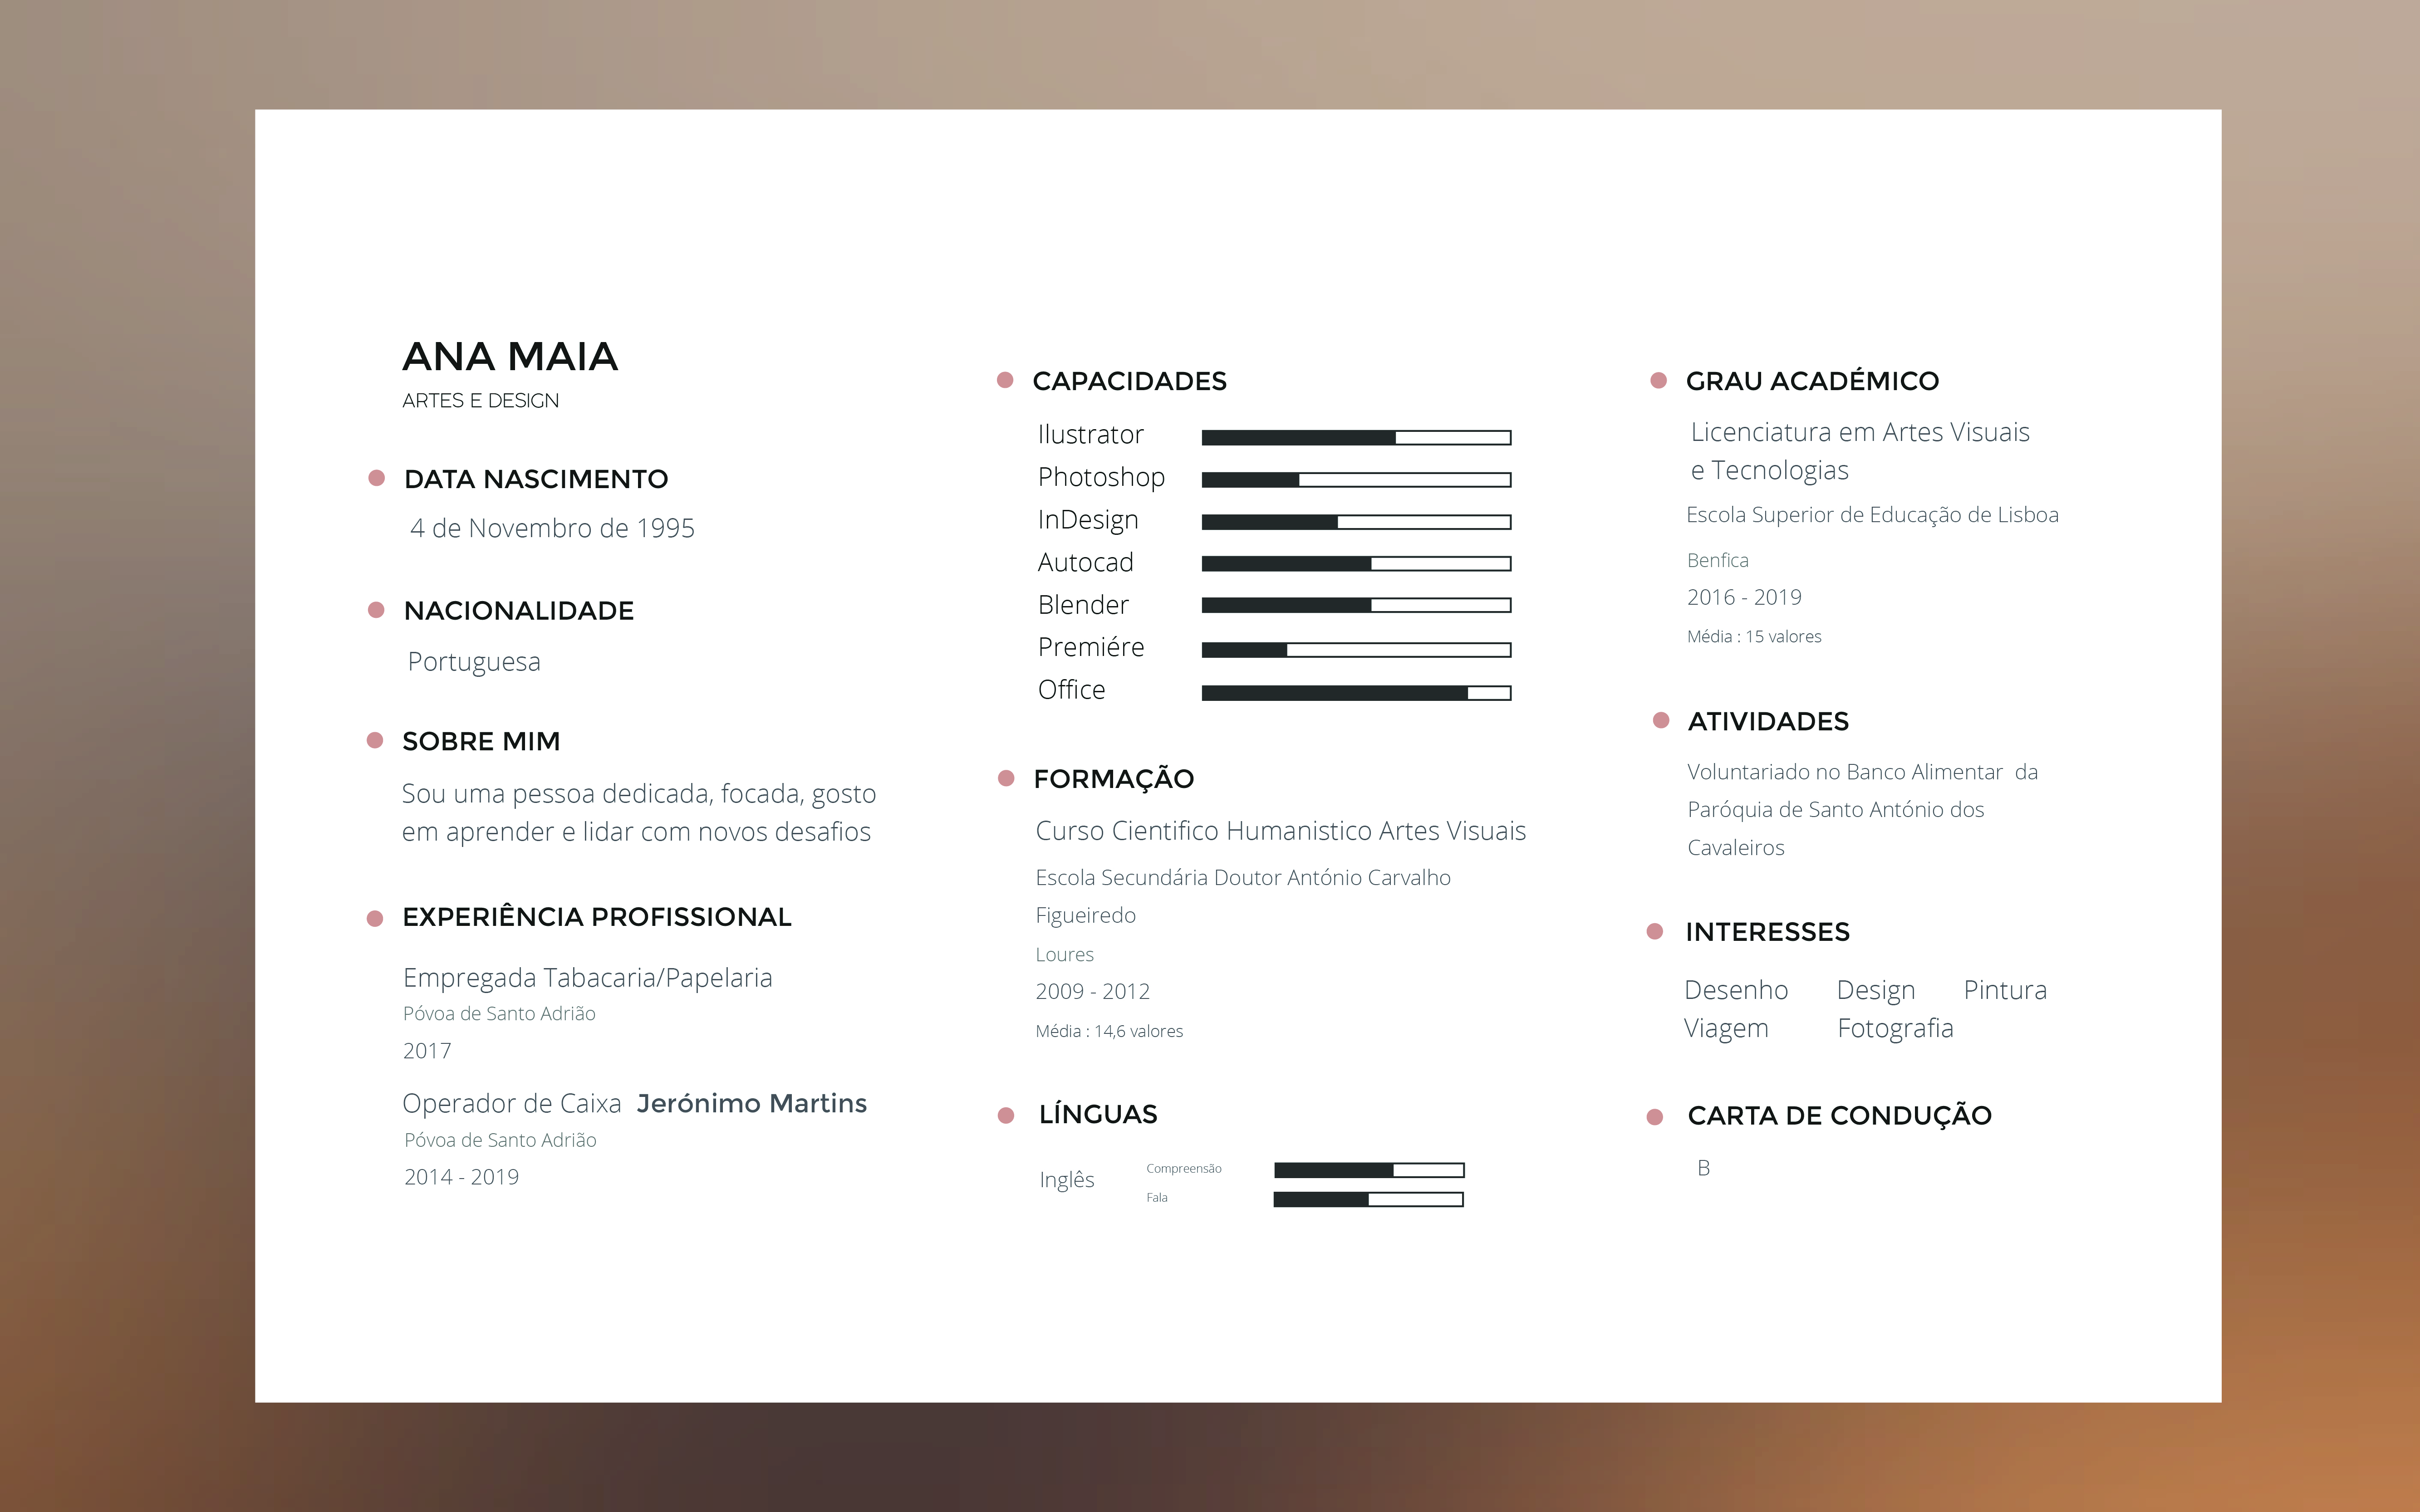 ANA MAIA
ARTES E DESIGN
DATA NASCIMENTO
4 de Novembro de 1995
NACIONALIDADE
Portuguesa
SOBRE MIM
Sou uma pessoa dedicada, focada, gosto
em aprender e lidar com novos desafios
EXPERIÊNCIA PROFISSIONAL
Empregada Tabacaria/Papelaria
Póvoa de Santo Adrião
2017
Operador de Caixa Jerónimo Martins
Póvoa de Santo Adrião
2014 - 2019
CAPACIDADES
Ilustrator
Photoshop
InDesign
Autocad
Blender
Premiére
Office
FORMAÇÃO
Curso Cientifico Humanistico Artes Visuais
Escola Secundária Doutor António Carvalho
Figueiredo
Loures
2009 - 2012
Média : 14,6 valores
LÍNGUAS
Inglês
Compreensão
Fala
GRAU ACADÉMICO
Licenciatura em Artes Visuais
e Tecnologias
Escola Superior de Educação de Lisboa
Benfica
2016 - 2019
Média : 15 valores
ATIVIDADES
Voluntariado no Banco Alimentar da
Paróquia de Santo António dos
Cavaleiros
INTERESSES
Desenho Design Pintura
Viagem Fotografia
CARTA DE CONDUÇÃO
B